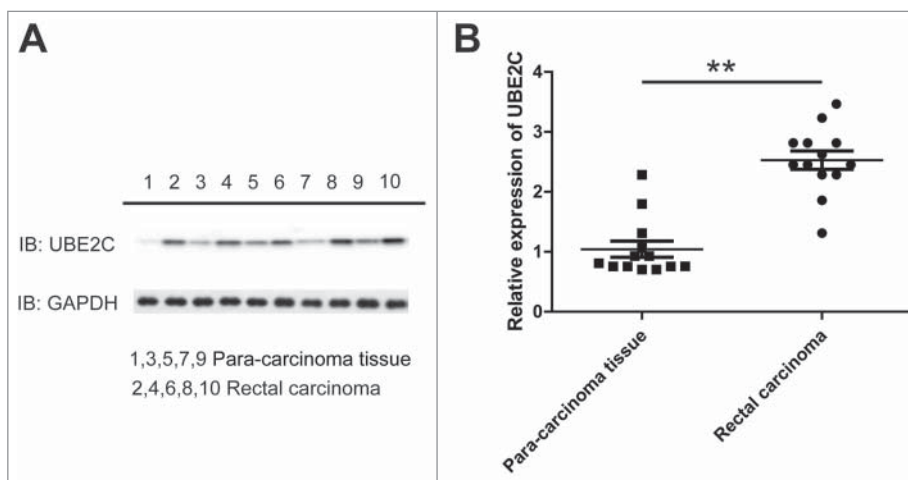 A
1 2 3 4 5 6 7 8 9 10
IB: UBE2C
IB: GAPDH
1,3,5,7,9 Para-carcinoma tissue
2,4,6,8,10 Rectal carcinoma
B
**
Relative expression of UBE2C
4
3
2
1
0
Para-carcinoma tissue
Rectal carcinoma